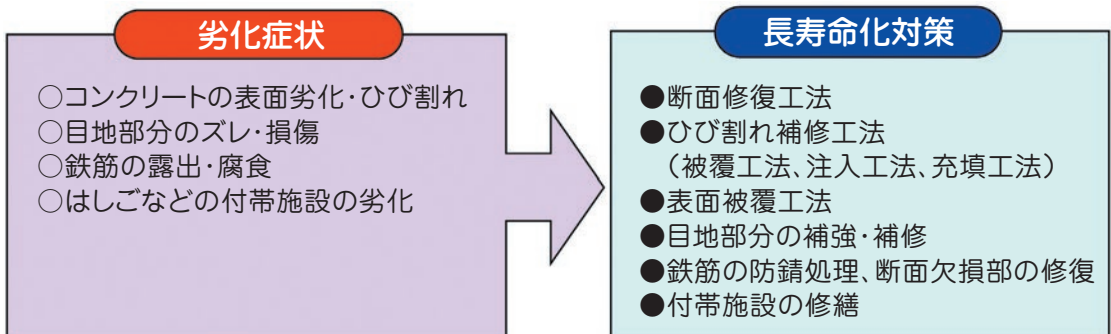 劣化症状
○コンクリートの表面劣化・ひび割れ
○目地部分のズレ・損傷
○鉄筋の露出・腐食
○はしごなどの付帯施設の劣化
長寿命化対策
●断面修復工法
●ひび割れ補修工法
（被覆工法、注入工法、充填工法）
●表面被覆工法
●目地部分の補強・補修
●鉄筋の防錆処理、断面欠損部の修復
●付帯施設の修繕